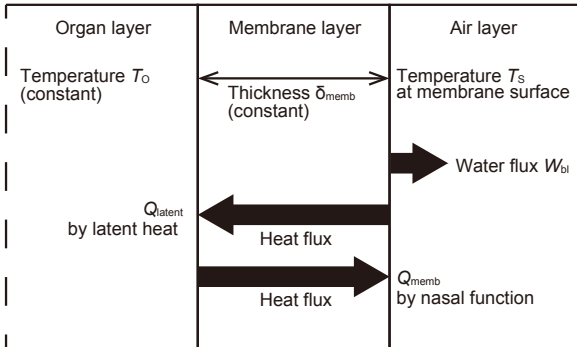 Organ layer
Membrane layer
Air layer
Temperature To
(constant)
Thickness δmemb
(constant)
Temperature Ts
at membrane surface
Water flux Wbl
Qlatent
by latent heat
Heat flux
Heat flux
Qmemb
by nasal function